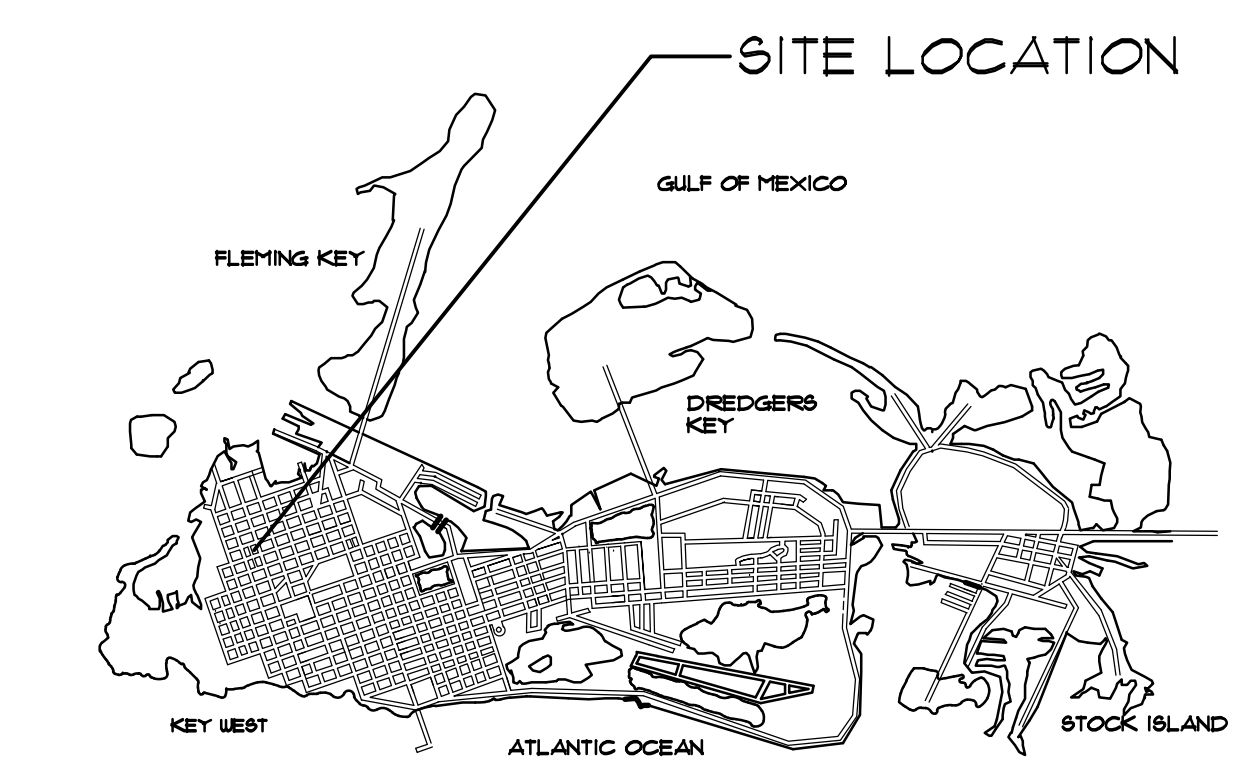 SITE LOCATION
GULF OF MEXICO
FLEMING KEY
DREDGERS
KEY
KEY WEST
STOCK ISLAND
ATLANTIC OCEAN